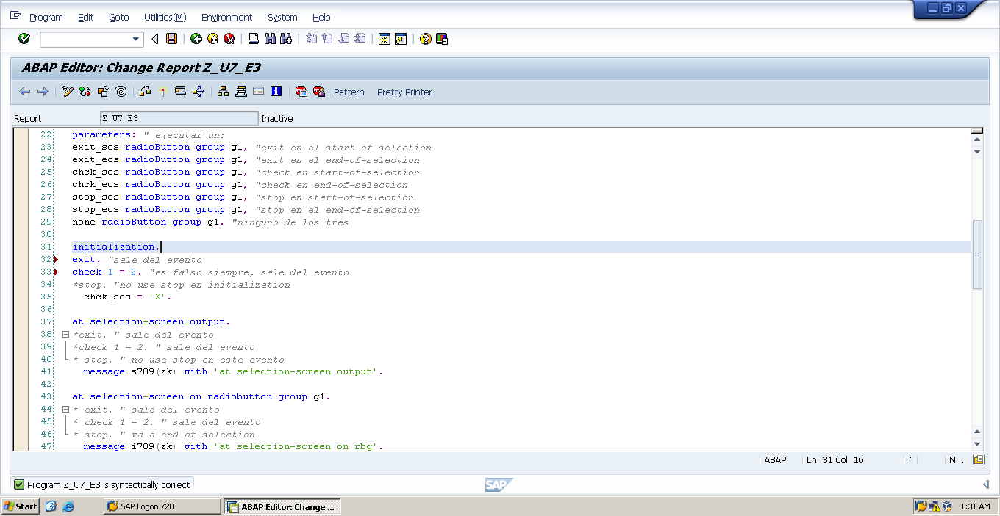 Program Edit Goto Utilities(M) Environment System Help
ABAP Editor: Change Report Z_U7_E3
Pattern Pretty Printer
Report Z_U7_E3 Inactive
22 parameters: " ejecutar un:
23 exit_sos radioButton group g1, "exit en el start-of-selection
24 exit_eos radioButton group g1, "exit en el end-of-selection
25 chck_sos radioButton group g1, "check en start-of-selection
26 chck_eos radioButton group g1, "check en end-of-selection
27 stop_sos radioButton group g1, "stop en start-of-selection
28 stop_eos radioButton group g1, "stop en el end-of-selection
29 none radioButton group g1. "ninguno de los tres
30
31 initialization.
32 exit. "sale del evento
33 check 1 = 2. "es falso siempre, sale del evento
34 *stop. "no use stop en initialization
35 chck_sos = 'X'.
36
37 at selection-screen output.
38 *exit. " sale del evento
39 *check 1 = 2. " sale del evento
40 * stop. " no use stop en este evento
41 message s789(zk) with 'at selection-screen output'.
42
43 at selection-screen on radiobutton group g1.
44 * exit. " sale del evento
45 * check 1 = 2. " sale del evento
46 * stop. " va a end-of-selection
47 message i789(zk) with 'at selection-screen on rbg'.
ABAP Ln 31 Col 16 N...
Program Z_U7_E3 is syntactically correct
SAP
Start SAP Logon 720 ABAP Editor: Change ... 1:31 AM